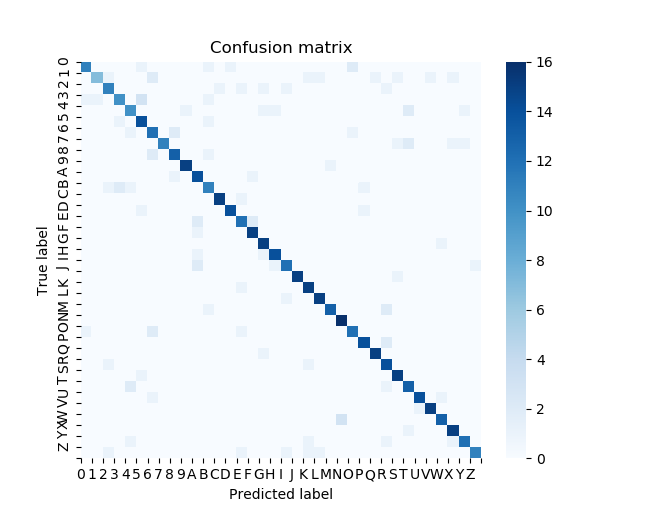 Confusion matrix
True label
0
1
2
3
4
5
6
7
8
9
A
B
C
D
E
F
G
H
I
J
K
L
M
N
O
P
Q
R
S
T
U
V
W
X
Y
Z
0 1 2 3 4 5 6 7 8 9 A B C D E F G H I J K L M N O P Q R S T U V W X Y Z
Predicted label
16
14
12
10
8
6
4
2
0